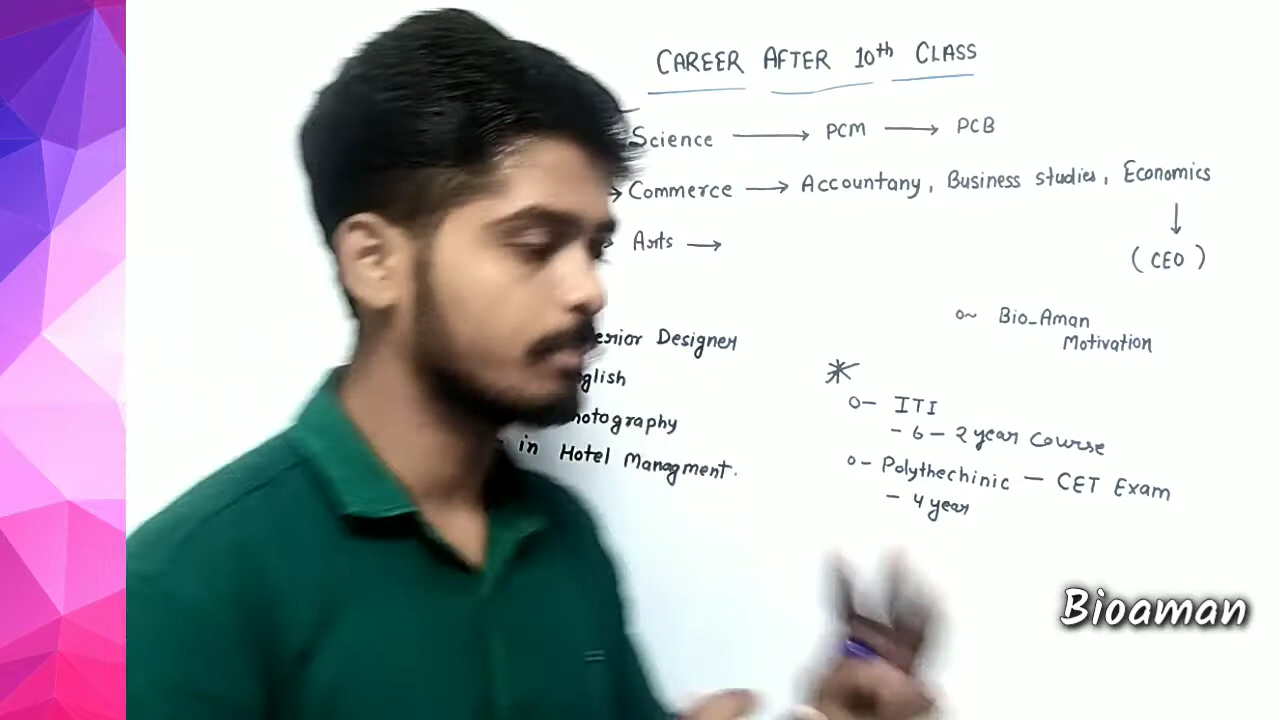 CAREER AFTER 10th CLASS
Science → PCM → PCB
→ Commerce → Accountany, Business studies, Economics
↓
(CEO)
Arts →
Bio_Aman
Motivation
Designer
in Hotel Managment.
*
o- ITI
- 6 - 2 year Course
o- Polythechinic - CET Exam
- 4 year
Bioaman